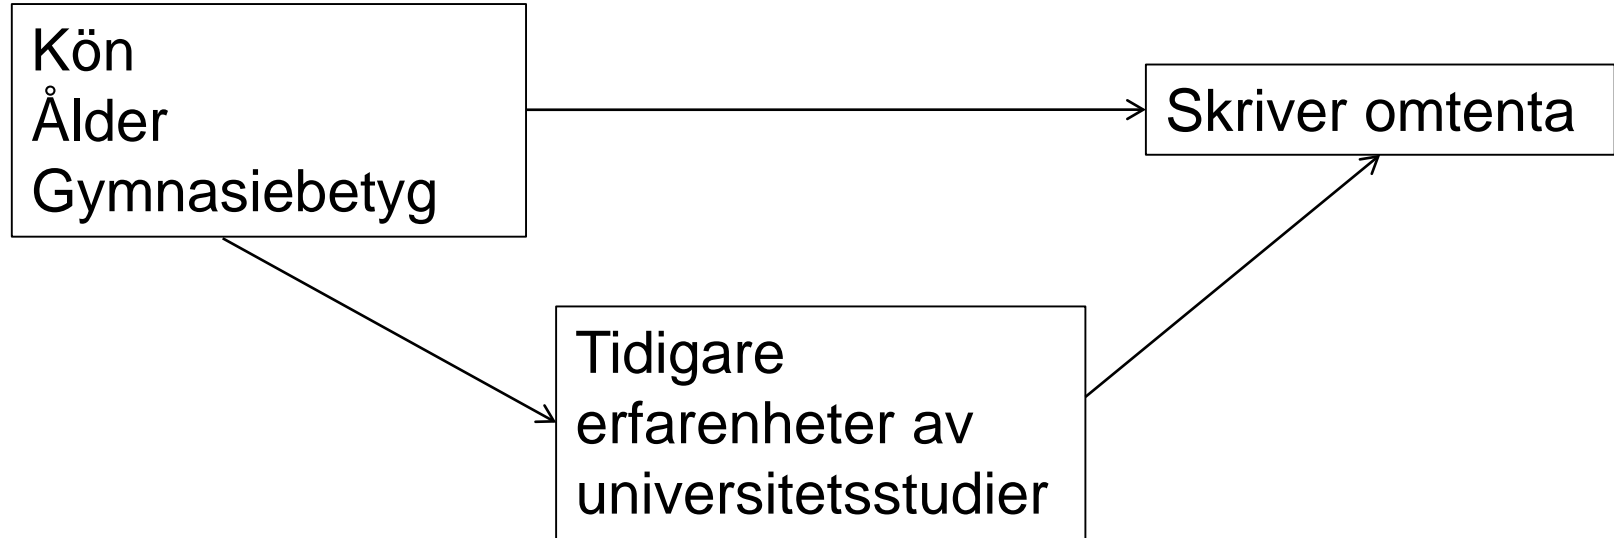 Kön
Ålder
Gymnasiebetyg
Skriver omtenta
Tidigare
erfarenheter av
universitetsstudier